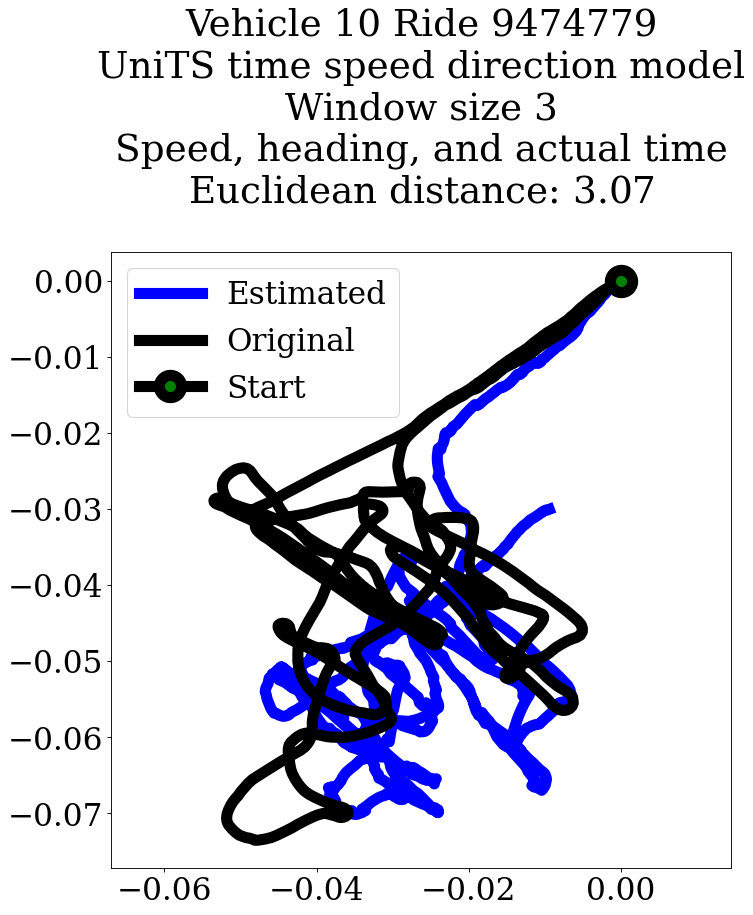 Vehicle 10 Ride 9474779
UniTS time speed direction model
Window size 3
Speed, heading, and actual time
Euclidean distance: 3.07
Estimated
Original
Start
0.00
−0.01
−0.02
−0.03
−0.04
−0.05
−0.06
−0.07
−0.06 −0.04 −0.02 0.00